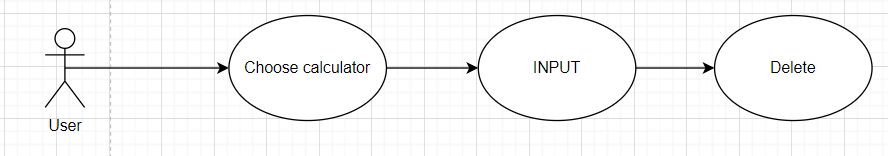 Choose calculator
INPUT
Delete
User